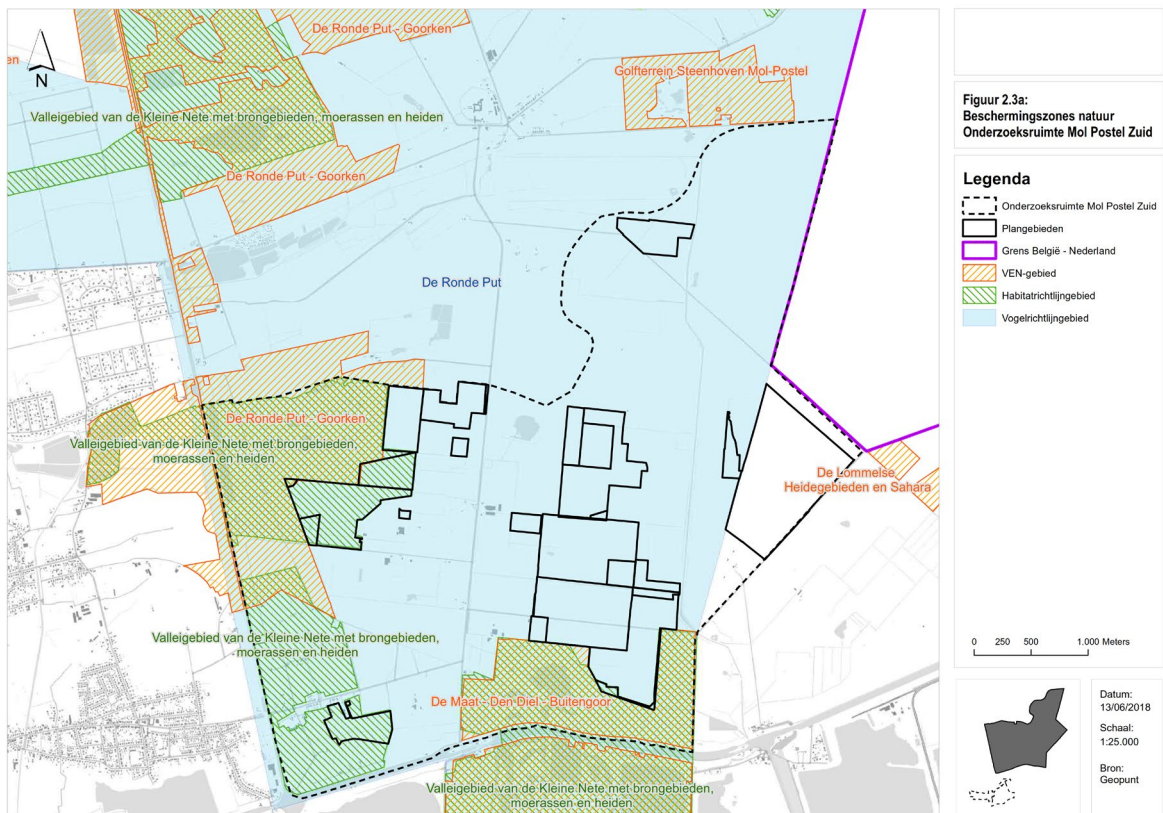 De Ronde Put - Goorken
en
N
Golfterrein Steenhoven Mol-Postel
Valleigebied van de Kleine Nete met brongebieden, moerassen en heiden
De Ronde Put - Goorken
De Ronde Put
De Ronde Put - Goorken
Valleigebied van de Kleine Nete met brongebieden,
moerassen en heiden
De Lommelse
Heidegebieden en Sahara
Valleigebied van de Kleine Nete met brongebieden,
moerassen en heiden
De Maat - Den Diel - Buitengoor
Valleigebied van de Kleine Nete met brongebieden,
moerassen en heiden
Figuur 2.3a:
Beschermingszones natuur
Onderzoeksruimte Mol Postel Zuid
Legenda
Onderzoeksruimte Mol Postel Zuid
Plangebieden
Grens België - Nederland
VEN-gebied
Habitatrichtlijngebied
Vogelrichtlijngebied
0 250 500 1.000 Meters
Datum:
13/06/2018
Schaal:
1:25.000
Bron:
Geopunt